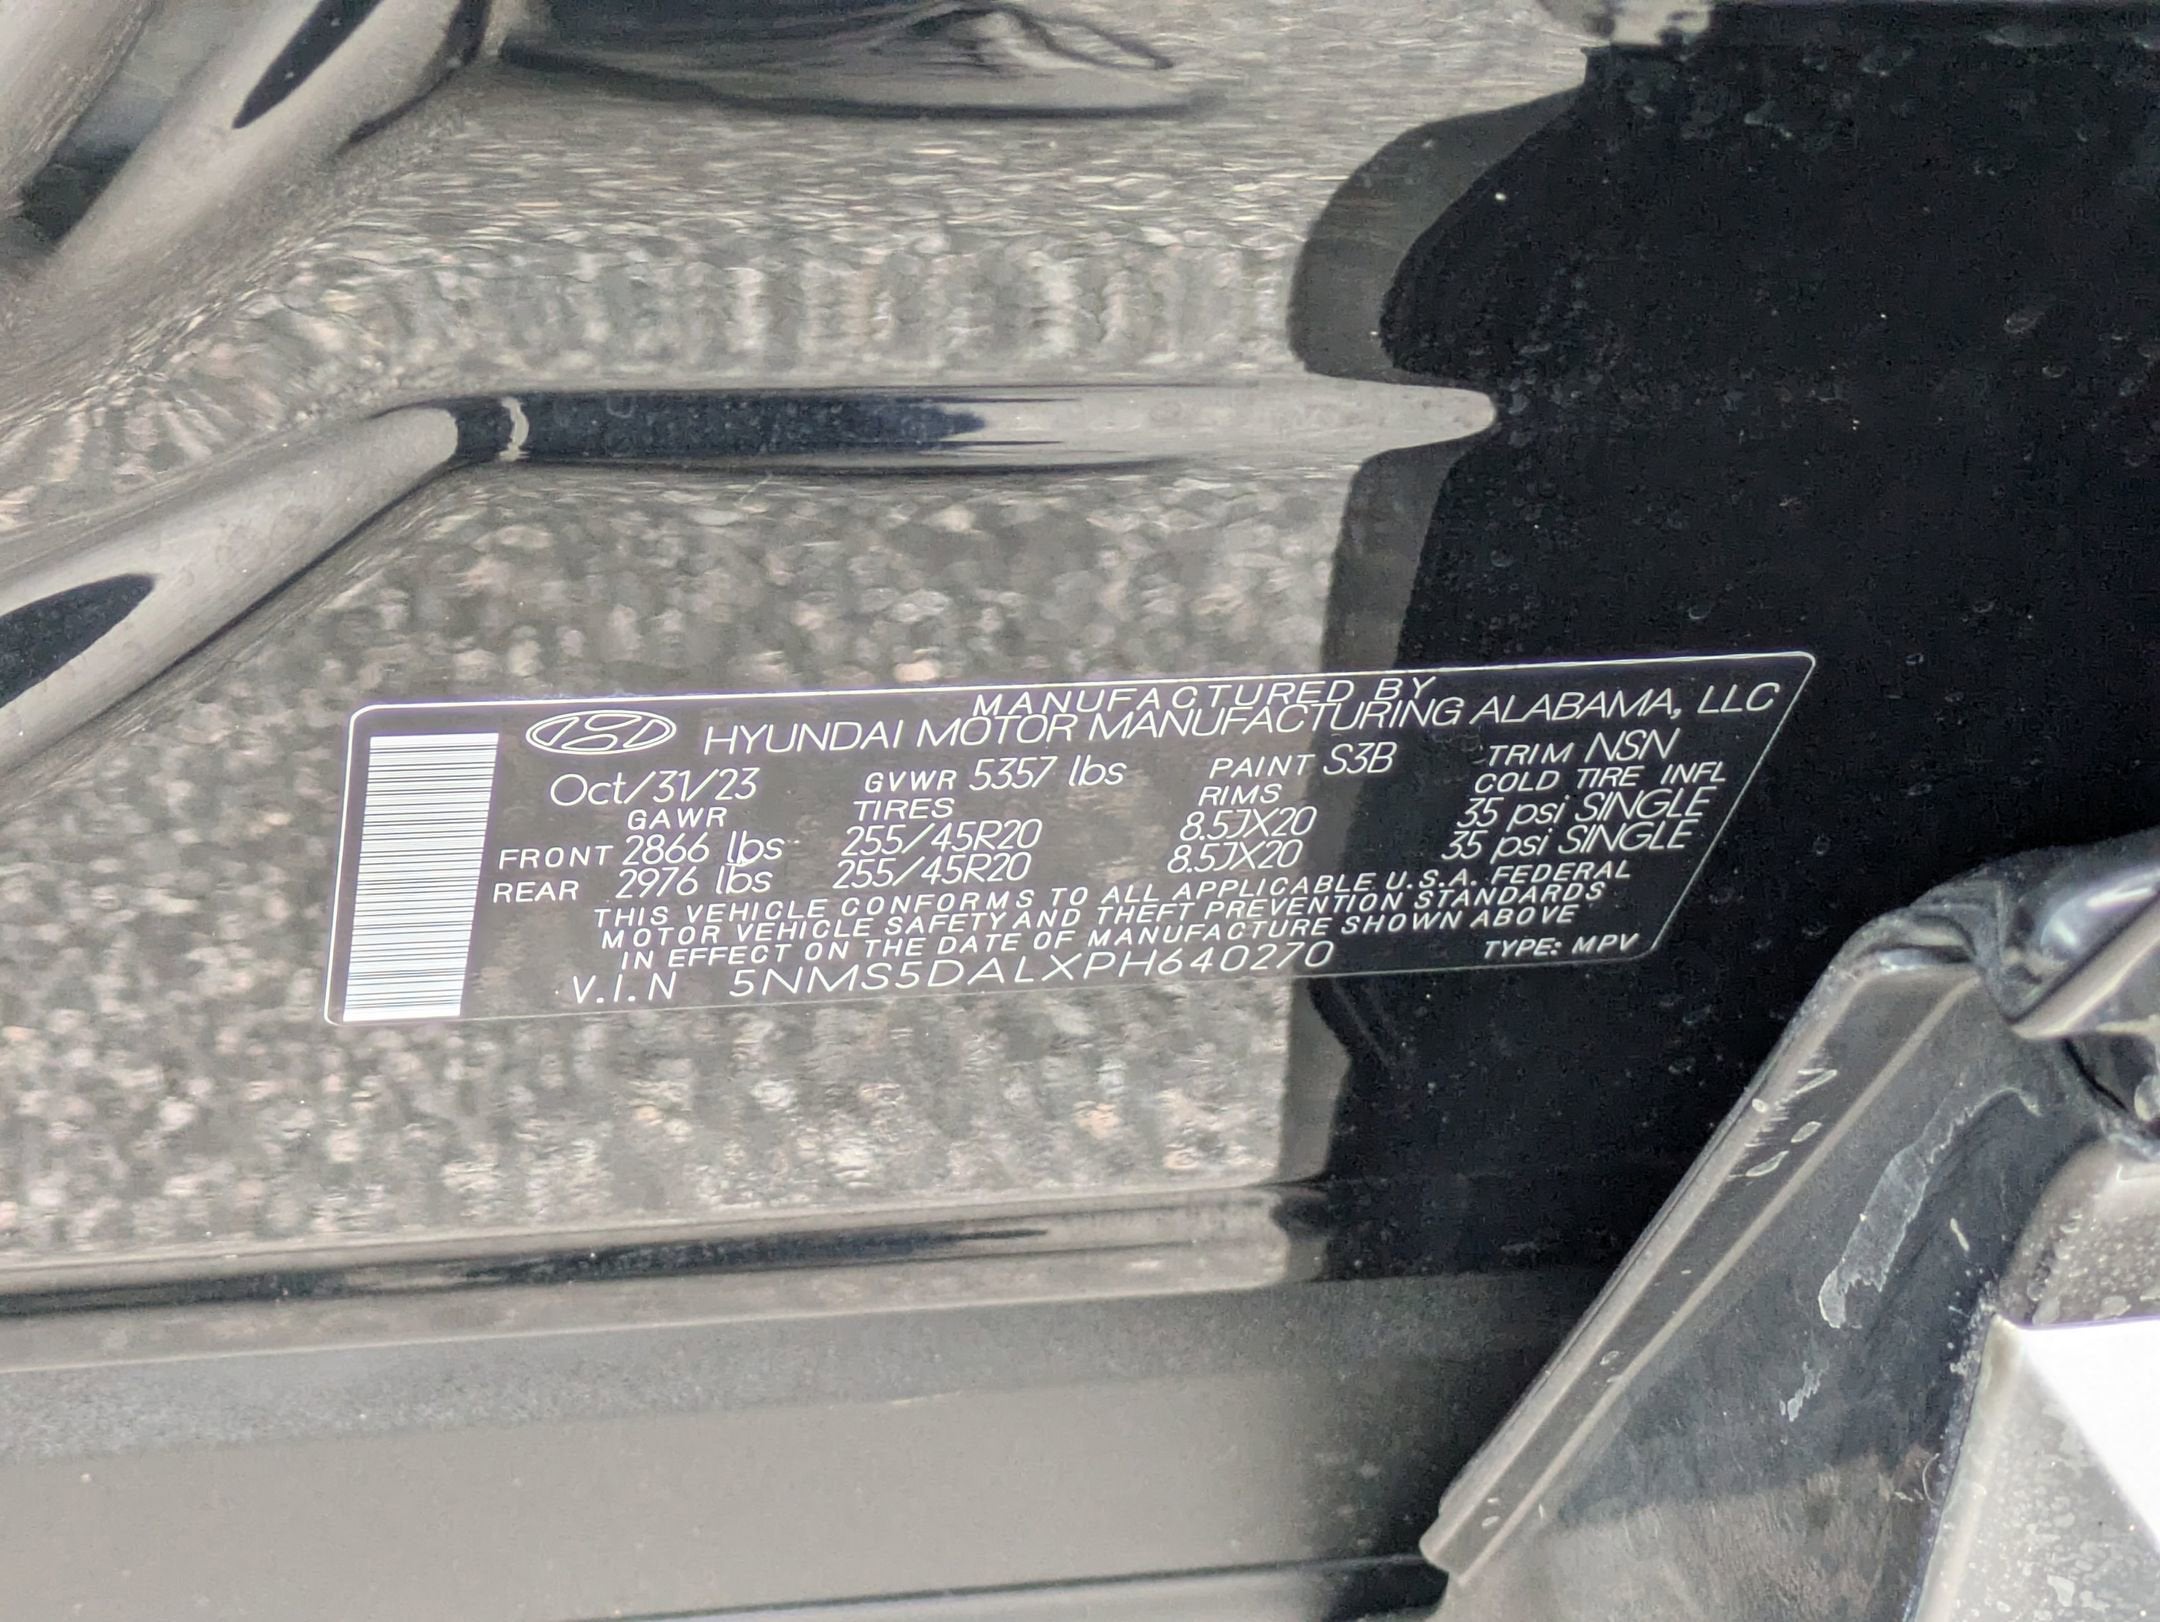 MANUFACTURED BY
HYUNDAI MOTOR MANUFACTURING ALABAMA, LLC
Oct/31/23 GVWR 5357 lbs PAINT S3B TRIM NSN
GAWR TIRES RIMS COLD TIRE INFL
FRONT 2866 lbs 255/45R20 8.5JX20 35 psi SINGLE
REAR 2976 lbs 255/45R20 8.5JX20 35 psi SINGLE
THIS VEHICLE CONFORMS TO ALL APPLICABLE U.S.A. FEDERAL
MOTOR VEHICLE SAFETY AND THEFT PREVENTION STANDARDS
IN EFFECT ON THE DATE OF MANUFACTURE SHOWN ABOVE
V.I.N 5NMS5DALXPH640270 TYPE: MPV